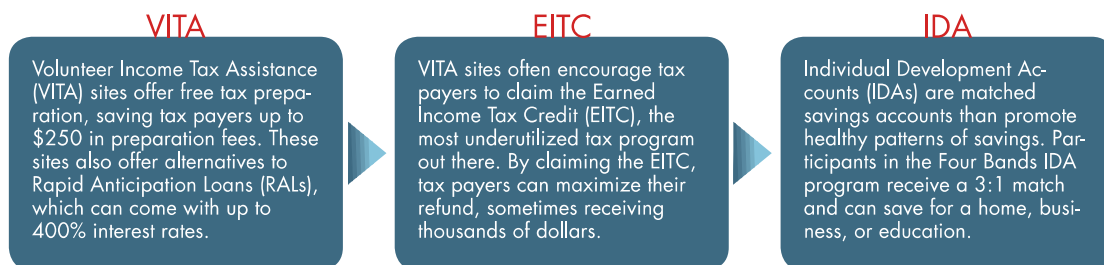 VITA
Volunteer Income Tax Assistance
(VITA) sites offer free tax prepa-
ration, saving tax payers up to
$250 in preparation fees. These
sites also offer alternatives to
Rapid Anticipation Loans (RALs),
which can come with up to
400% interest rates.
EITC
VITA sites often encourage tax
payers to claim the Earned
Income Tax Credit (EITC), the
most underutilized tax program
out there. By claiming the EITC,
tax payers can maximize their
refund, sometimes receiving
thousands of dollars.
IDA
Individual Development Ac-
counts (IDAs) are matched
savings accounts than promote
healthy patterns of savings. Par-
ticipants in the Four Bands IDA
program receive a 3:1 match
and can save for a home, busi-
ness, or education.